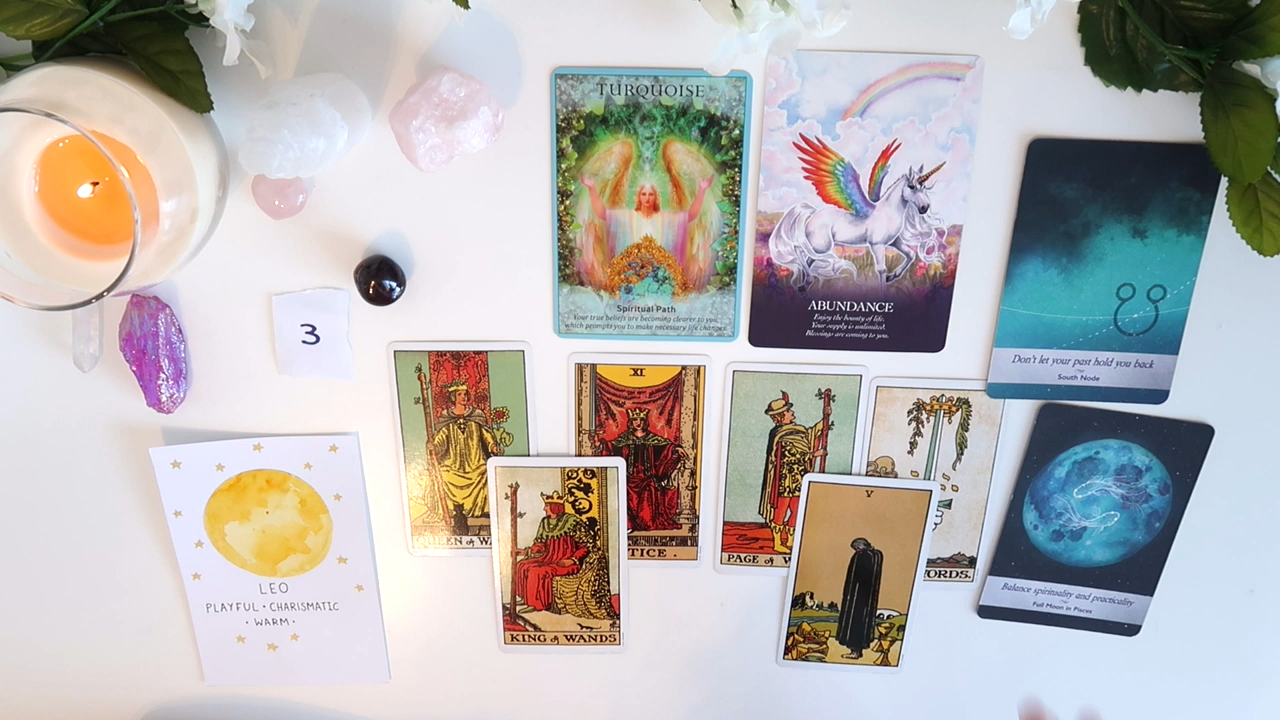 TURQUOISE
Spiritual Path
Your true beliefs are becoming clearer to you,
which prompts you to make necessary life changes.
ABUNDANCE
Enjoy the bounty of life.
Your supply is unlimited.
Blessings are coming to you.
Don't let your past hold you back
South Node
3
XI
QUEEN of WA
TICE.
PAGE of W
ORDS.
V
KING of WANDS
LEO
PLAYFUL • CHARISMATIC
• WARM •
Balance spirituality and practicality
Full Moon in Pisces